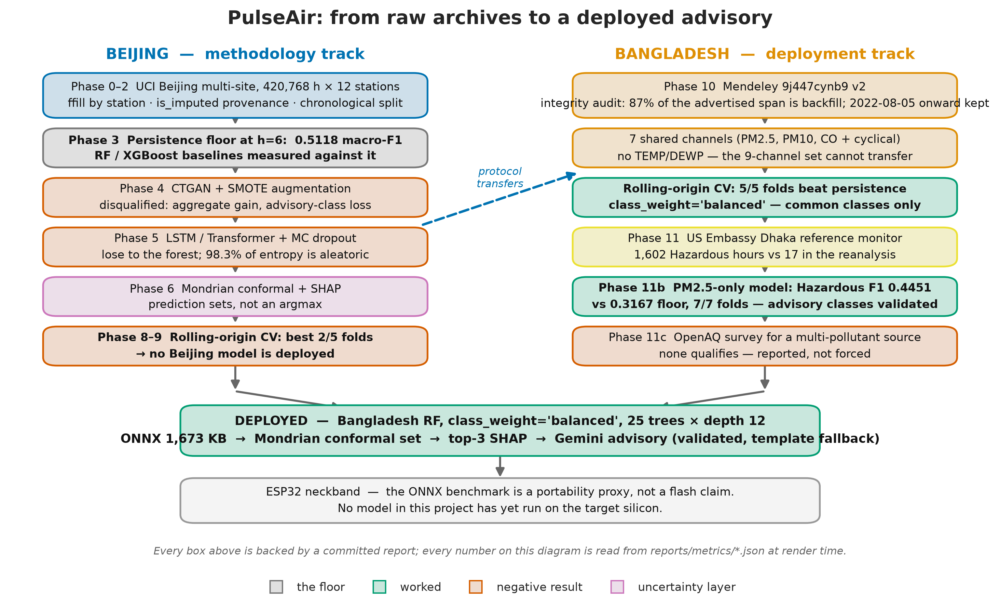 PulseAir: from raw archives to a deployed advisory
BEIJING — methodology track
Phase 0–2 UCI Beijing multi-site, 420,768 h × 12 stations
ffill by station · is_imputed provenance · chronological split
Phase 3 Persistence floor at h=6: 0.5118 macro-F1
RF / XGBoost baselines measured against it
Phase 4 CTGAN + SMOTE augmentation
disqualified: aggregate gain, advisory-class loss
Phase 5 LSTM / Transformer + MC dropout
lose to the forest; 98.3% of entropy is aleatoric
Phase 6 Mondrian conformal + SHAP
prediction sets, not an argmax
Phase 8–9 Rolling-origin CV: best 2/5 folds
→ no Beijing model is deployed
protocol
transfers
BANGLADESH — deployment track
Phase 10 Mendeley 9j447cynb9 v2
integrity audit: 87% of the advertised span is backfill; 2022-08-05 onward kept
7 shared channels (PM2.5, PM10, CO + cyclical)
no TEMP/DEWP — the 9-channel set cannot transfer
Rolling-origin CV: 5/5 folds beat persistence
class_weight='balanced' — common classes only
Phase 11 US Embassy Dhaka reference monitor
1,602 Hazardous hours vs 17 in the reanalysis
Phase 11b PM2.5-only model: Hazardous F1 0.4451
vs 0.3167 floor, 7/7 folds — advisory classes validated
Phase 11c OpenAQ survey for a multi-pollutant source
none qualifies — reported, not forced
DEPLOYED — Bangladesh RF, class_weight='balanced', 25 trees × depth 12
ONNX 1,673 KB → Mondrian conformal set → top-3 SHAP → Gemini advisory (validated, template fallback)
ESP32 neckband — the ONNX benchmark is a portability proxy, not a flash claim.
No model in this project has yet run on the target silicon.
Every box above is backed by a committed report; every number on this diagram is read from reports/metrics/*.json at render time.
the floor
worked
negative result
uncertainty layer